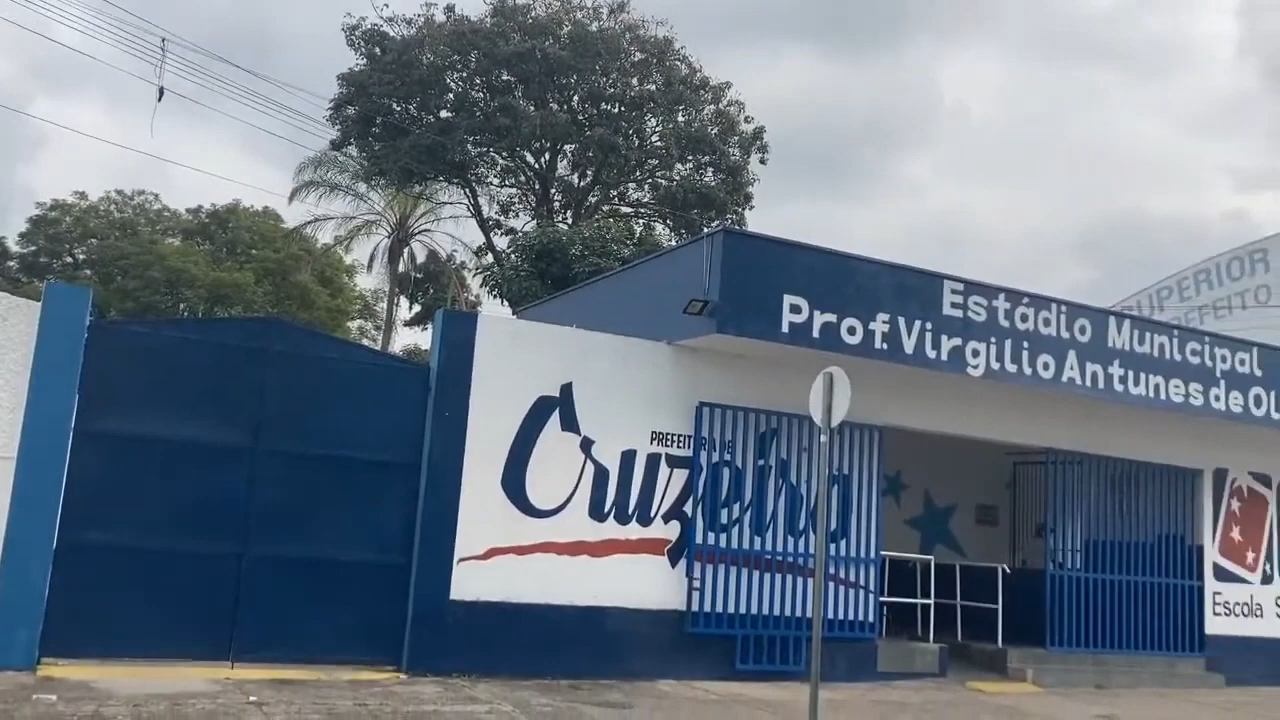 SUPERIOR
PREFEITO
Estádio Municipal
Prof. Virgilio Antunes de OL
PREFEITURA DE
Cruzeiro
Escola S